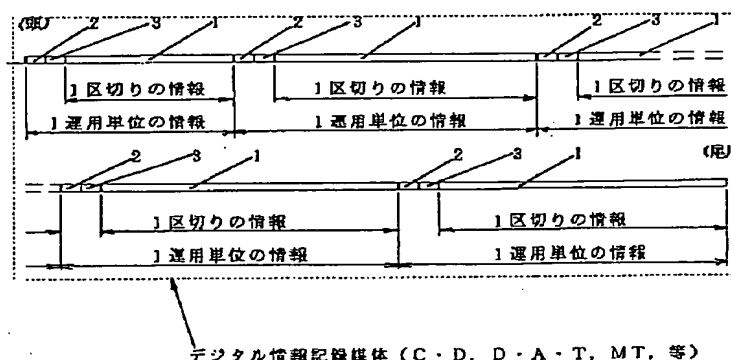 (頭)
2 3 1 2 3 1 2 3 1
1区切りの情報 1区切りの情報 1区切りの情報
1運用単位の情報 1運用単位の情報 1運用単位の情報
(尾)
2 3 1 2 3 1
1区切りの情報 1区切りの情報
1運用単位の情報 1運用単位の情報
デジタル情報記録媒体(C・D, D・A・T, MT, 等)